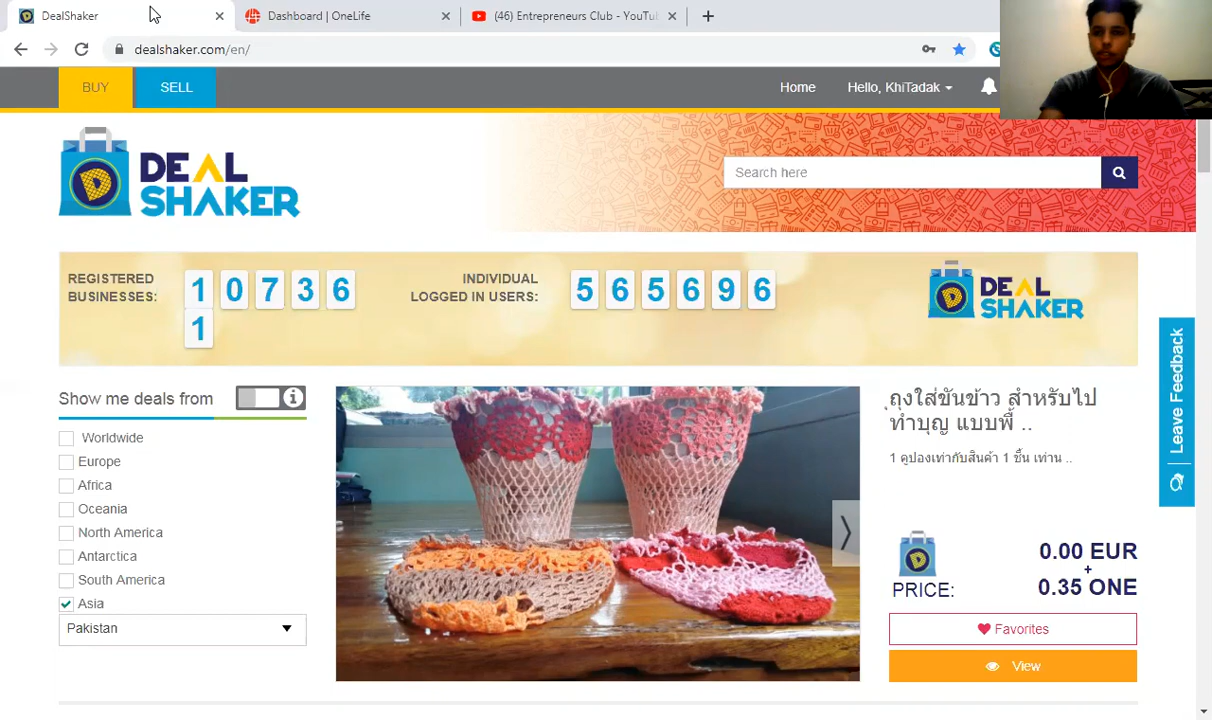 DealShaker
Dashboard | OneLife
(46) Entrepreneurs Club - YouTu
dealshaker.com/en/
BUY
SELL
Home
Hello, KhiTadak
DEAL
SHAKER
Search here
REGISTERED
BUSINESSES:
1 0 7 3 6
1
INDIVIDUAL
LOGGED IN USERS:
5 6 5 6 9 6
DEAL
SHAKER
Show me deals from
Worldwide
Europe
Africa
Oceania
North America
Antarctica
South America
Asia
Pakistan
ถุงใส่ขันข้าว สำหรับไป
ทำบุญ แบบพื้ ..
1 คูปองเท่ากับสินค้า 1 ชิ้น เท่าน ..
PRICE:
0.00 EUR
+
0.35 ONE
Favorites
View
Leave Feedback